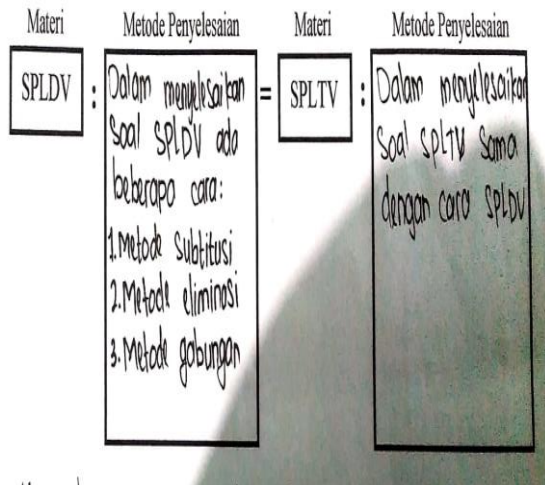 Materi
Metode Penyelesaian
Materi
Metode Penyelesaian
SPLDV
:
Dalam menyelesaikan
Soal SPLDV ada
beberapa cara:
1. Metode Subtitusi
2. Metode eliminasi
3. Metode gabungan
=
SPLTV
:
Dalam menyelesaikan
Soal SPLTV Sama
dengan cara SPLDV